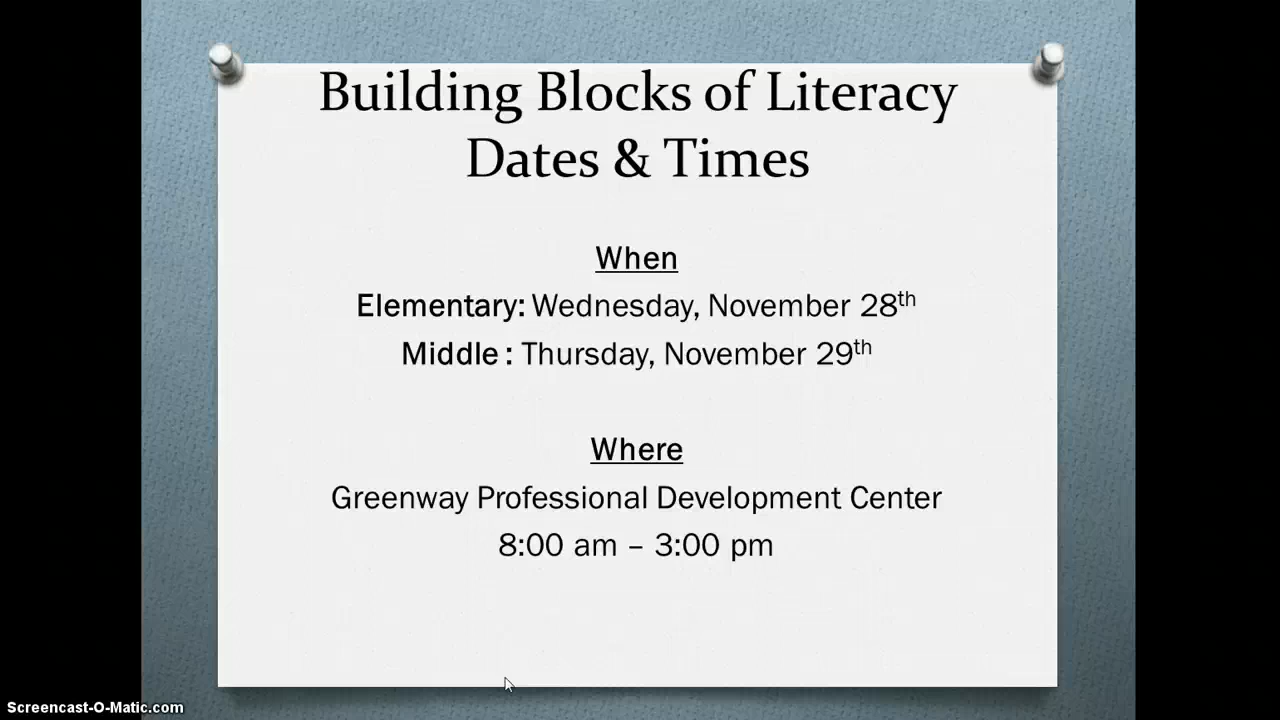 Building Blocks of Literacy
Dates & Times
When
Elementary: Wednesday, November 28th
Middle : Thursday, November 29th
Where
Greenway Professional Development Center
8:00 am – 3:00 pm
Screencast-O-Matic.com